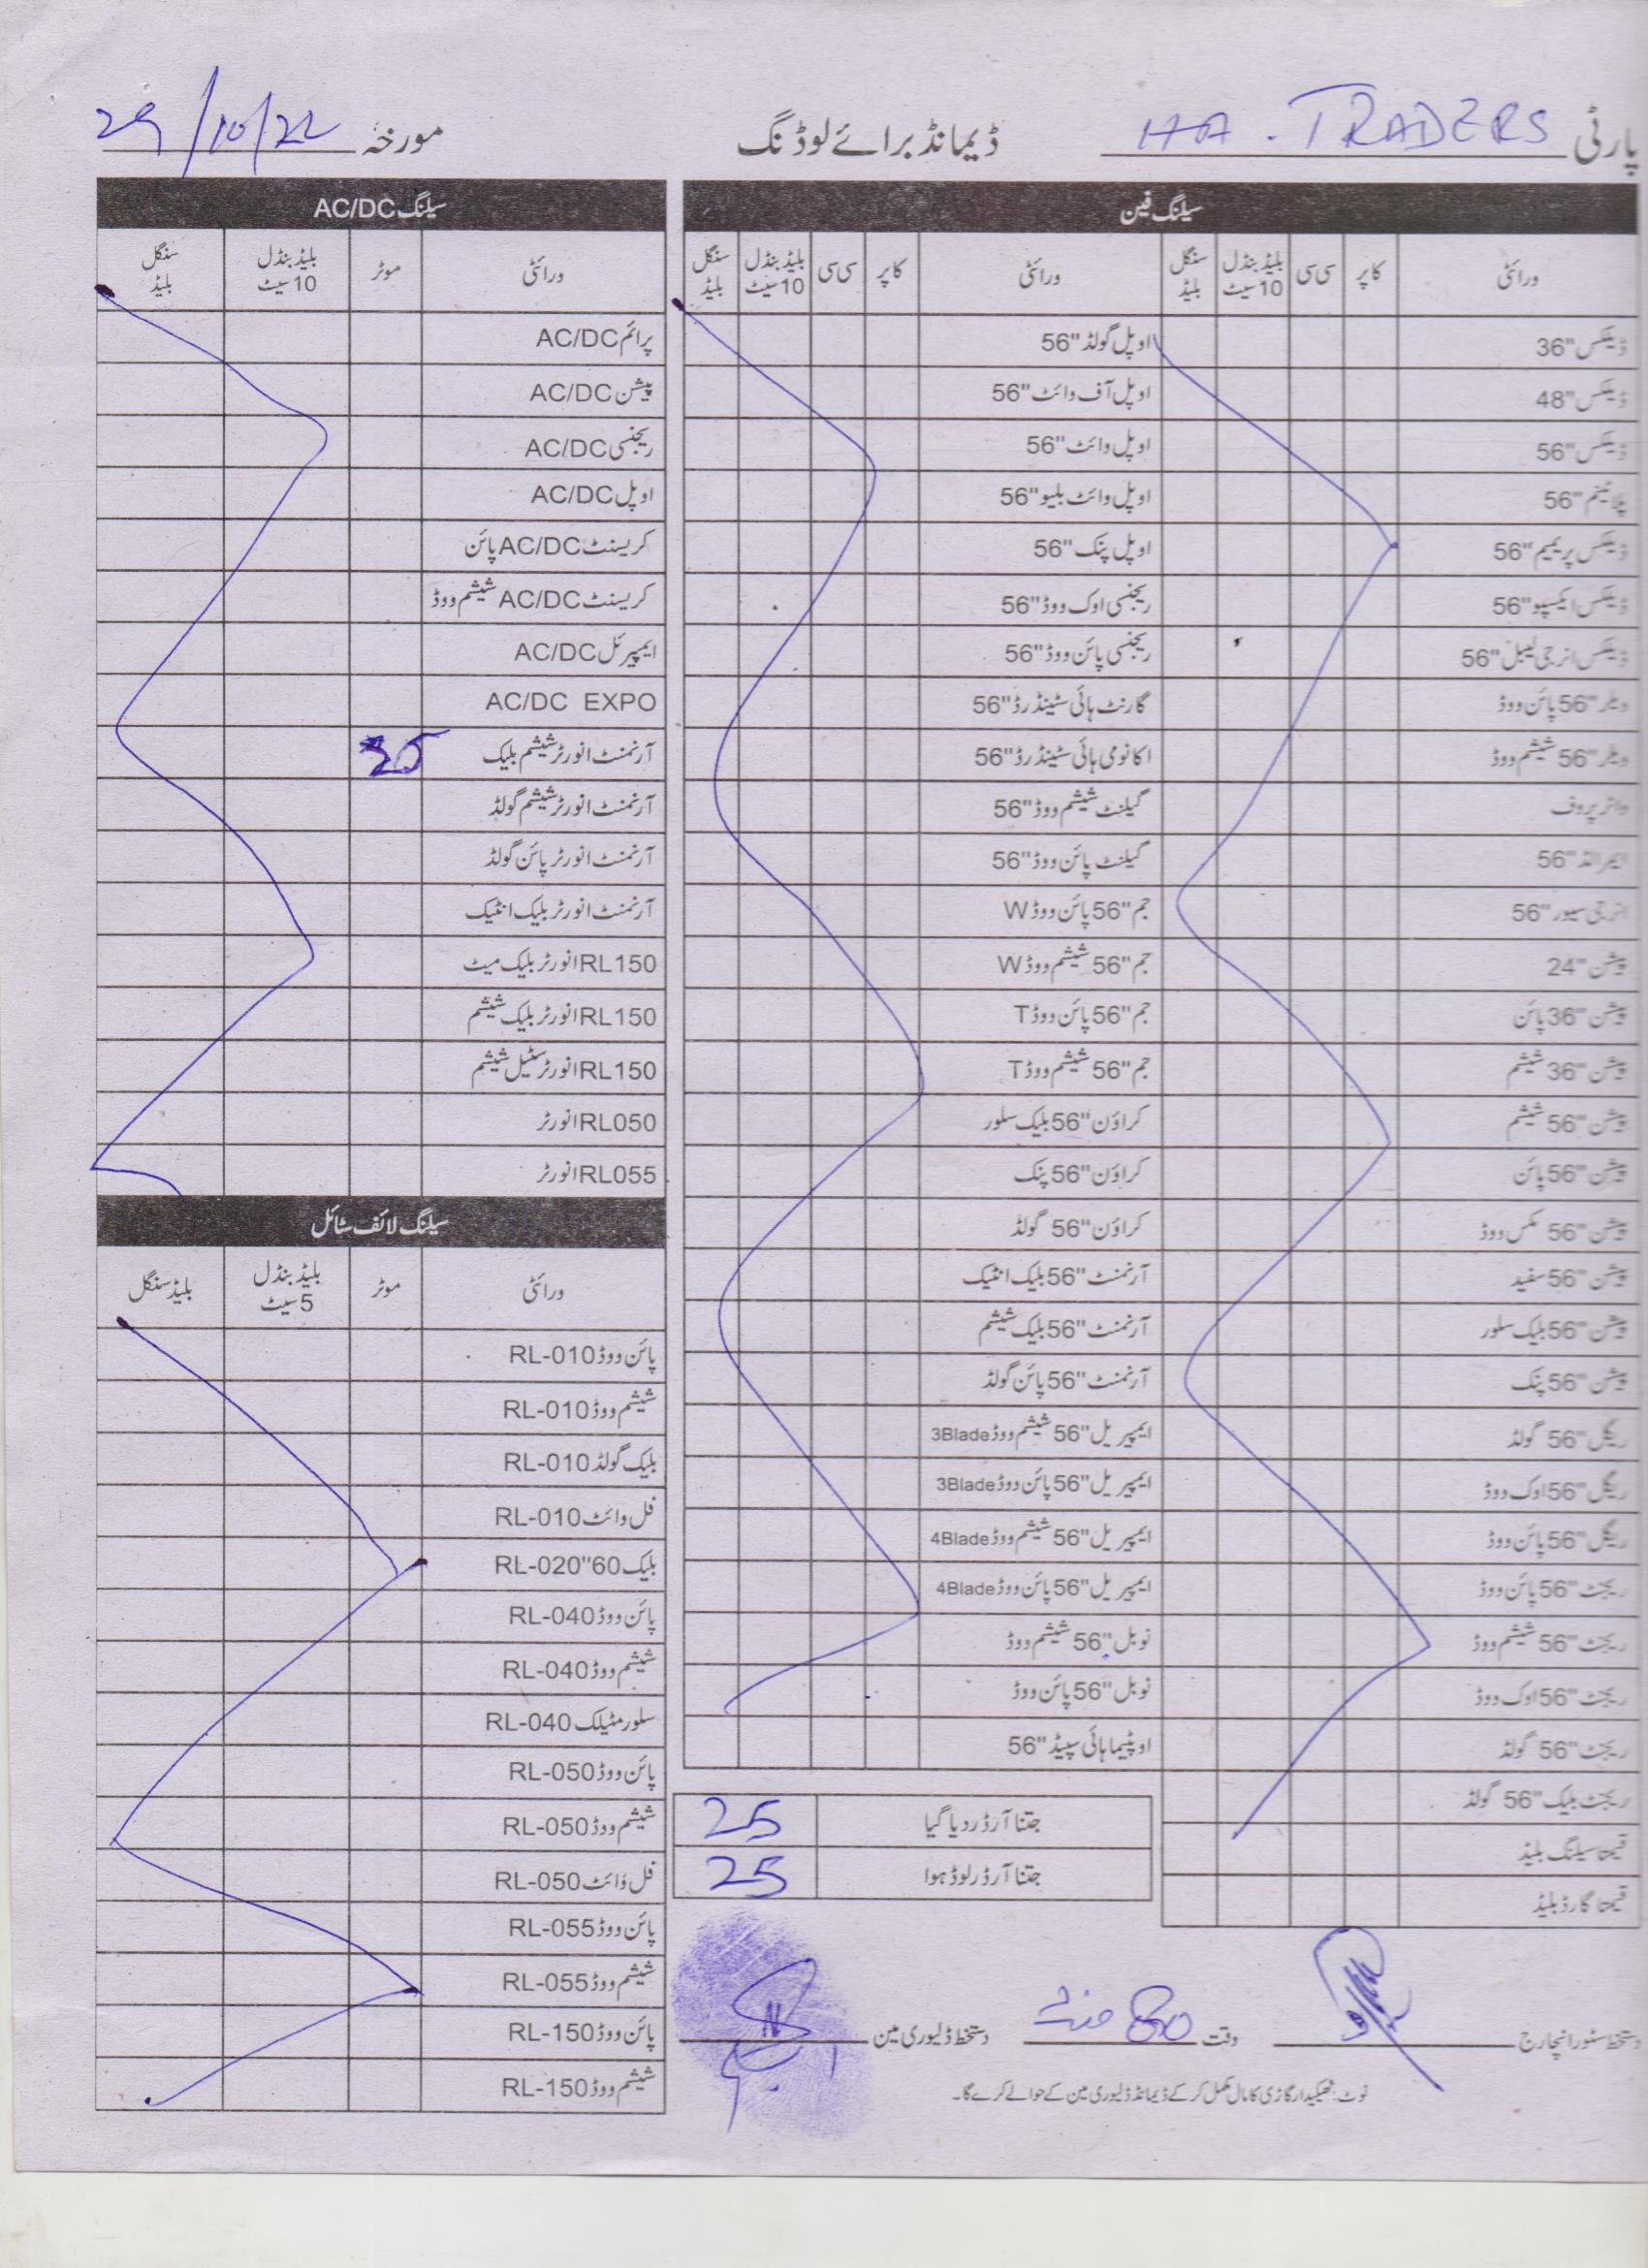 پارٹی HA. TRADERS
ڈیمانڈ برائے لوڈنگ
مورخہ 29/10/22
سیلنگ فین
ورائٹی کاپر سی سی بلیڈ بنڈل 10 سیٹ سنگل بلیڈ ورائٹی کاپر سی سی بلیڈ بنڈل 10 سیٹ سنگل بلیڈ
ڈیلکس "36
ڈیلکس "48
ڈیلکس "56
پلاٹینم "56
ڈیلکس پریمیم "56
ڈیلکس ایکسپو "56
ڈیلکس انرجی لیبل "56
ویلر "56 پائن ووڈ
ویلر "56 شیشم ووڈ
واٹر پروف
ایمرالڈ "56
انرجی سیور "56
پیشن "24
پیشن "36 پائن
پیشن "36 شیشم
پیشن "56 شیشم
پیشن "56 پائن
پیشن "56 مکس ووڈ
پیشن "56 سفید
پیشن "56 بلیک سلور
پیشن "56 پنک
ریگل "56 گولڈ
ریگل "56 اوک ووڈ
ریگل "56 پائن ووڈ
ریجنٹ "56 پائن ووڈ
ریجنٹ "56 شیشم ووڈ
ریجنٹ "56 اوک ووڈ
ریجنٹ "56 گولڈ
ریجنٹ بلیک "56 گولڈ
قیمتا سیلنگ بلیڈ
قیمتا گارڈ بلیڈ
اوپل گولڈ "56
اوپل آف وائٹ "56
اوپل وائٹ "56
اوپل وائٹ بلیو "56
اوپل پنک "56
ریجنسی اوک ووڈ "56
ریجنسی پائن ووڈ "56
گارنٹ ہائی سٹینڈرڈ "56
اکانومی ہائی سٹینڈرڈ "56
گیلنٹ شیشم ووڈ "56
گیلنٹ پائن ووڈ "56
جم "56 پائن ووڈ W
جم "56 شیشم ووڈ W
جم "56 پائن ووڈ T
جم "56 شیشم ووڈ T
کراؤن "56 بلیک سلور
کراؤن "56 پنک
کراؤن "56 گولڈ
آرنمنٹ "56 بلیک انٹیک
آرنمنٹ "56 بلیک شیشم
آرنمنٹ "56 پائن گولڈ
ایمپیریل "56 شیشم ووڈ 3Blade
ایمپیریل "56 پائن ووڈ 3Blade
ایمپیریل "56 شیشم ووڈ 4Blade
ایمپیریل "56 پائن ووڈ 4Blade
نوبل "56 شیشم ووڈ
نوبل "56 پائن ووڈ
اوپٹیما ہائی سپیڈ "56
جتنا آرڈر دیا گیا 25
جتنا آرڈر لوڈ ہوا 25
سیلنگ AC/DC
ورائٹی موٹر بلیڈ بنڈل 10 سیٹ سنگل بلیڈ
پرائم AC/DC
پیشن AC/DC
ریجنسی AC/DC
اوپل AC/DC
کریسنٹ AC/DC پائن
کریسنٹ AC/DC شیشم ووڈ
ایمپیرئل AC/DC
AC/DC EXPO
آرنمنٹ انورٹر شیشم بلیک 25
آرنمنٹ انورٹر شیشم گولڈ
آرنمنٹ انورٹر پائن گولڈ
آرنمنٹ انورٹر بلیک انٹیک
RL150 انورٹر بلیک میٹ
RL150 انورٹر بلیک شیشم
RL150 انورٹر سٹیل شیشم
RL050 انورٹر
RL055 انورٹر
سیلنگ لائف سٹائل
ورائٹی موٹر بلیڈ بنڈل 5 سیٹ بلیڈ سنگل
پائن ووڈ RL-010
شیشم ووڈ RL-010
بلیک گولڈ RL-010
فل وائٹ RL-010
بلیک RL-020"60
پائن ووڈ RL-040
شیشم ووڈ RL-040
سلور مٹیلک RL-040
پائن ووڈ RL-050
شیشم ووڈ RL-050
فل وائٹ RL-050
پائن ووڈ RL-055
شیشم ووڈ RL-055
پائن ووڈ RL-150
شیشم ووڈ RL-150
دستخط سٹور انچارج وقت 80 منٹ دستخط ڈلیوری مین
نوٹ: ٹھیکیدار گاڑی کا مال مکمل کر کے ڈیمانڈ ڈلیوری مین کے حوالے کرے گا۔